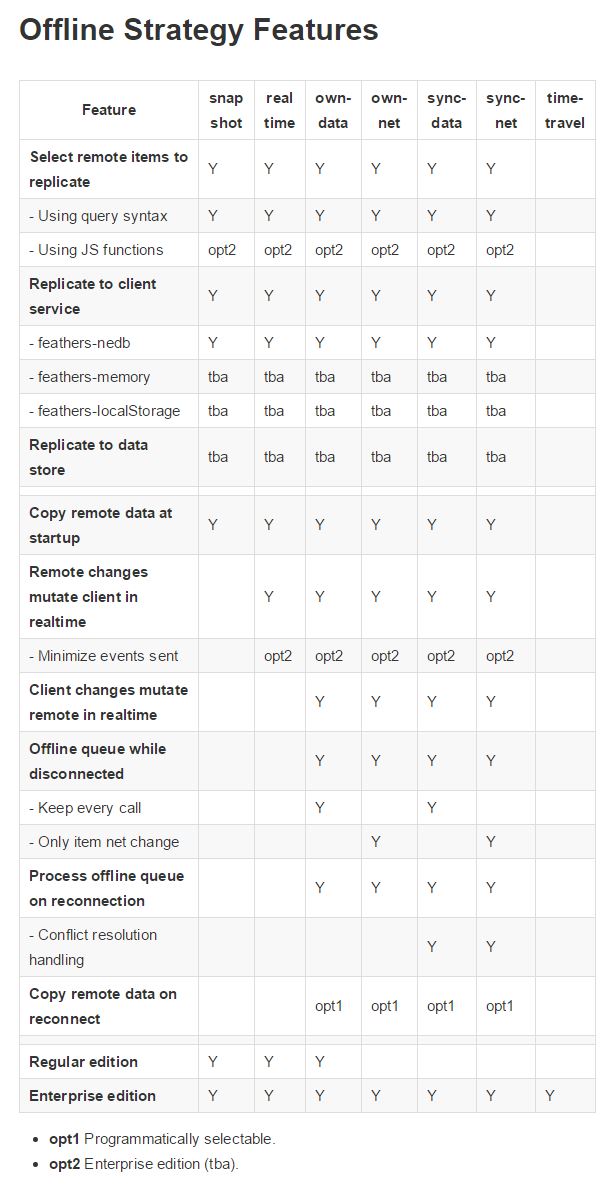 Offline Strategy Features
Feature snap shot real time own-data own-net sync-data sync-net time-travel
Select remote items to replicate Y Y Y Y Y Y
- Using query syntax Y Y Y Y Y Y
- Using JS functions opt2 opt2 opt2 opt2 opt2 opt2
Replicate to client service Y Y Y Y Y Y
- feathers-nedb Y Y Y Y Y Y
- feathers-memory tba tba tba tba tba tba
- feathers-localStorage tba tba tba tba tba tba
Replicate to data store tba tba tba tba tba tba
Copy remote data at startup Y Y Y Y Y Y
Remote changes mutate client in realtime Y Y Y Y Y
- Minimize events sent opt2 opt2 opt2 opt2 opt2
Client changes mutate remote in realtime Y Y Y Y
Offline queue while disconnected Y Y Y Y
- Keep every call Y Y
- Only item net change Y Y
Process offline queue on reconnection Y Y Y Y
- Conflict resolution handling Y Y
Copy remote data on reconnect opt1 opt1 opt1 opt1
Regular edition Y Y Y
Enterprise edition Y Y Y Y Y Y Y
• opt1 Programmatically selectable.
• opt2 Enterprise edition (tba).